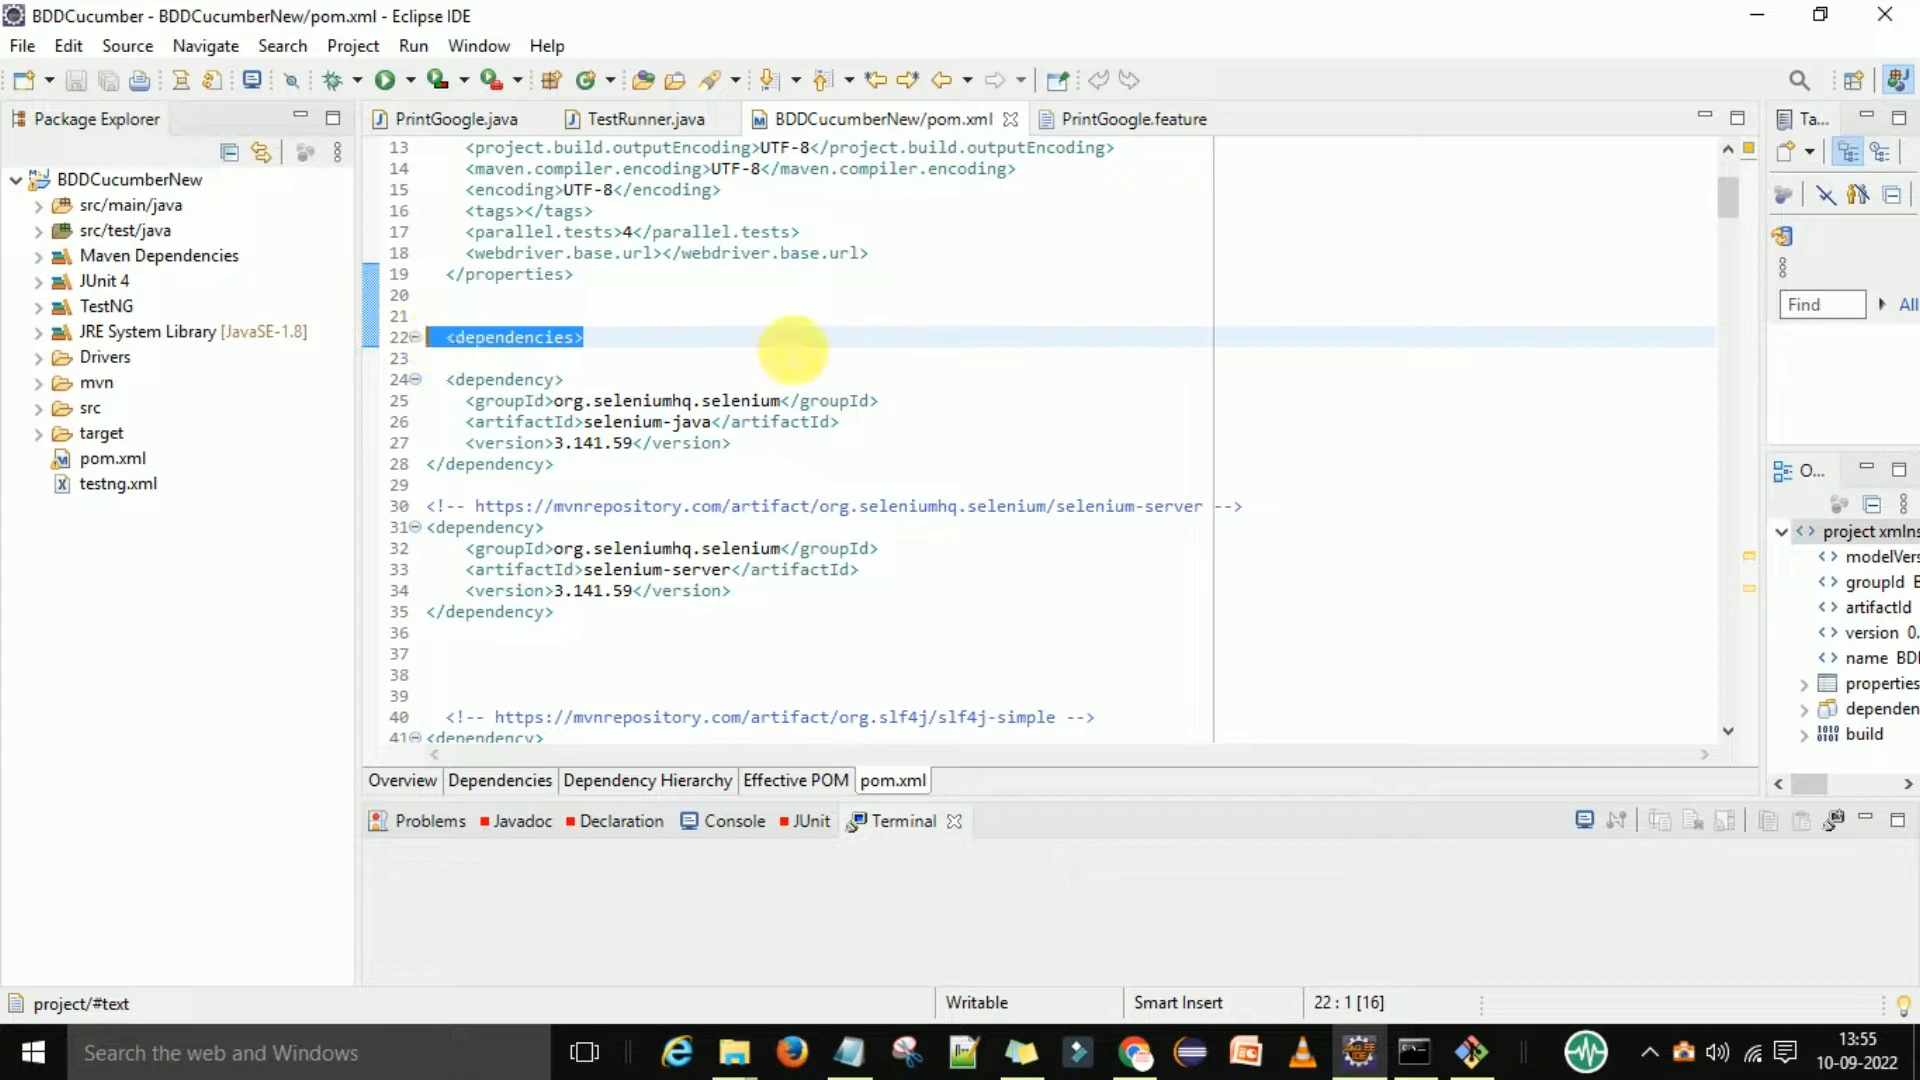 BDDCucumber - BDDCucumberNew/pom.xml - Eclipse IDE
File Edit Source Navigate Search Project Run Window Help
Package Explorer
BDDCucumberNew
src/main/java
src/test/java
Maven Dependencies
JUnit 4
TestNG
JRE System Library [JavaSE-1.8]
Drivers
mvn
src
target
pom.xml
testng.xml
PrintGoogle.java TestRunner.java BDDCucumberNew/pom.xml PrintGoogle.feature
13 <project.build.outputEncoding>UTF-8</project.build.outputEncoding>
14 <maven.compiler.encoding>UTF-8</maven.compiler.encoding>
15 <encoding>UTF-8</encoding>
16 <tags></tags>
17 <parallel.tests>4</parallel.tests>
18 <webdriver.base.url></webdriver.base.url>
19 </properties>
20
21
22 <dependencies>
23
24 <dependency>
25 <groupId>org.seleniumhq.selenium</groupId>
26 <artifactId>selenium-java</artifactId>
27 <version>3.141.59</version>
28 </dependency>
29
30 <!-- https://mvnrepository.com/artifact/org.seleniumhq.selenium/selenium-server -->
31 <dependency>
32 <groupId>org.seleniumhq.selenium</groupId>
33 <artifactId>selenium-server</artifactId>
34 <version>3.141.59</version>
35 </dependency>
36
37
38
39
40 <!-- https://mvnrepository.com/artifact/org.slf4j/slf4j-simple -->
41 <dependency>
Overview Dependencies Dependency Hierarchy Effective POM pom.xml
Problems Javadoc Declaration Console JUnit Terminal
Ta...
Find All
O...
project xmlns
modelVers
groupId B
artifactId
version 0.
name BDI
properties
dependen
build
project/#text Writable Smart Insert 22 : 1 [16]
Search the web and Windows
13:55
10-09-2022